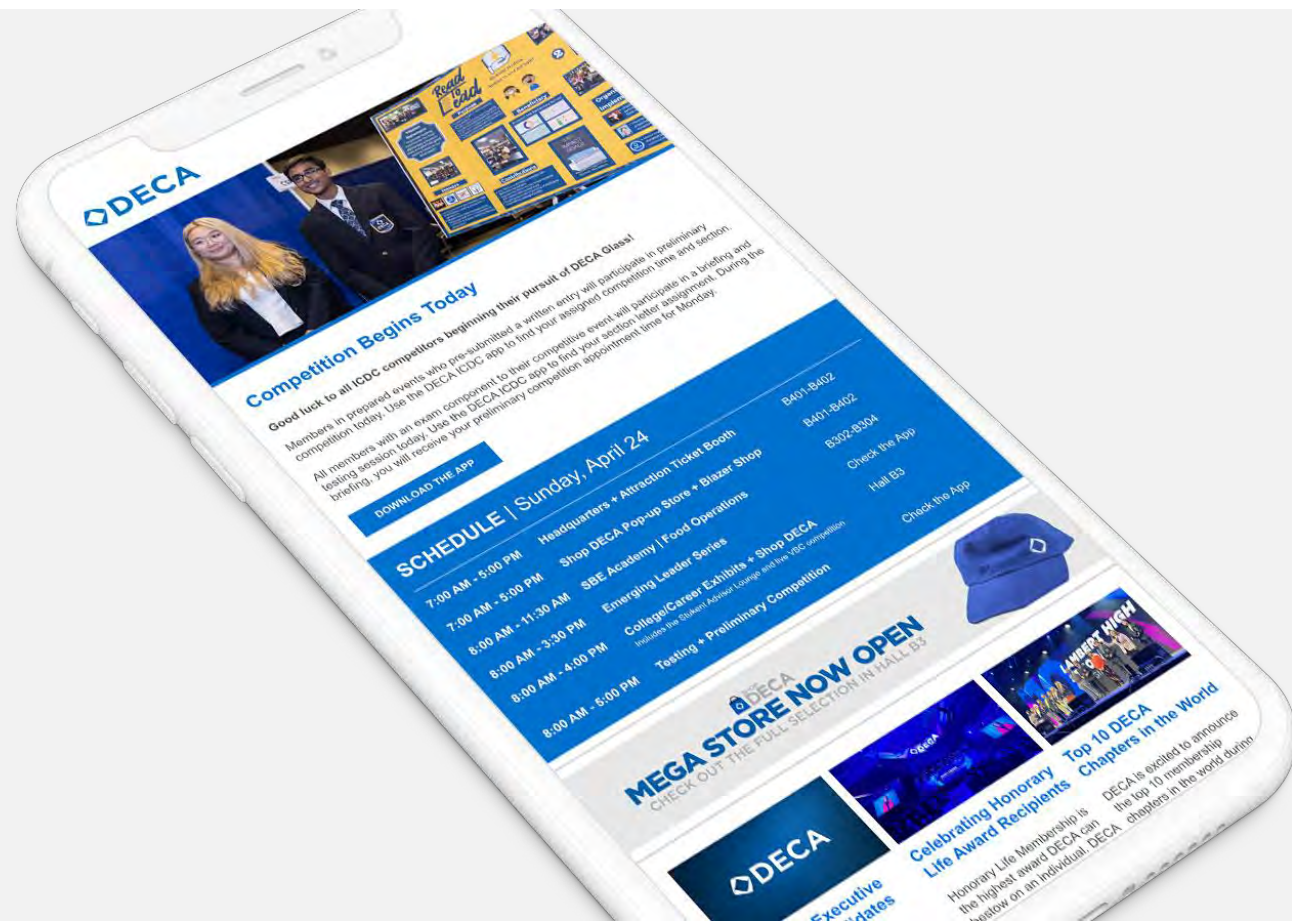 DECA
Read
to
Lead
Beneficiary
Contributions
Competition Begins Today
Good luck to all ICDC competitors beginning their pursuit of DECA Glass!
Members in prepared events who pre-submitted a written entry will participate in preliminary
competition today. Use the DECA ICDC app to find your assigned competition time and section.
All members with an exam component to their competitive event will participate in a briefing and
testing session today. Use the DECA ICDC app to find your section letter assignment. During the
briefing, you will receive your preliminary competition appointment time for Monday.
DOWNLOAD THE APP
SCHEDULE | Sunday, April 24
7:00 AM - 5:00 PM Headquarters + Attraction Ticket Booth B401-B402
7:00 AM - 5:00 PM Shop DECA Pop-up Store + Blazer Shop B401-B402
8:00 AM - 11:30 AM SBE Academy | Food Operations B302-B304
8:00 AM - 3:30 PM Emerging Leader Series Check the App
8:00 AM - 4:00 PM College/Career Exhibits + Shop DECA Hall B3
Includes the Stukent Advisor Lounge and live VBC competition
8:00 AM - 5:00 PM Testing + Preliminary Competition Check the App
DECA
MEGA STORE NOW OPEN
CHECK OUT THE FULL SELECTION IN HALL B3
DECA
Executive
DECA
Celebrating Honorary
Life Award Recipients
Honorary Life Membership is
the highest award DECA can
bestow on an individual. DECA
LAMBERT HIGH
Top 10 DECA
Chapters in the World
DECA is excited to announce
the top 10 membership
chapters in the world during